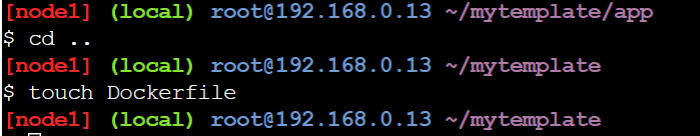 [node1] (local) root@192.168.0.13 ~/mytemplate/app
$ cd ..
[node1] (local) root@192.168.0.13 ~/mytemplate
$ touch Dockerfile
[node1] (local) root@192.168.0.13 ~/mytemplate